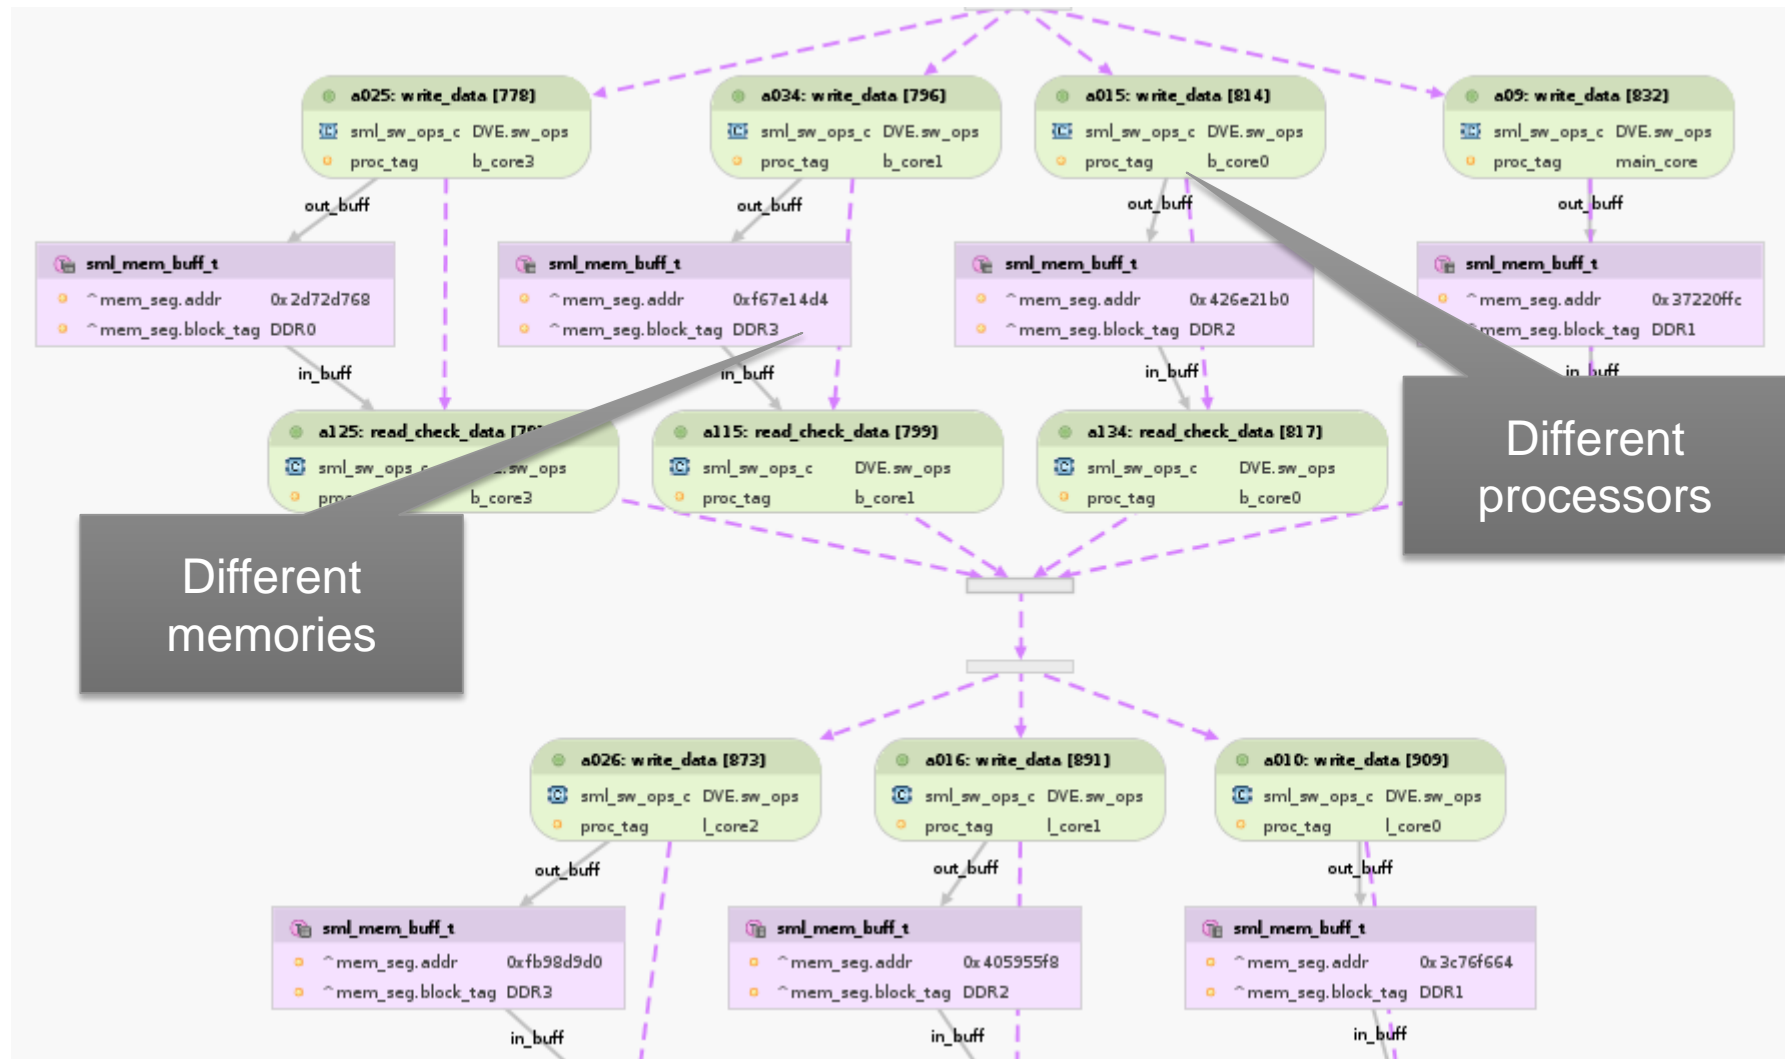 a025: write_data [778]
sml_sw_ops_c DVE.sw_ops
proc_tag b_core3
a034: write_data [796]
sml_sw_ops_c DVE.sw_ops
proc_tag b_core1
a015: write_data [814]
sml_sw_ops_c DVE.sw_ops
proc_tag b_core0
a09: write_data [832]
sml_sw_ops_c DVE.sw_ops
proc_tag main_core
out_buff
out_buff
out_buff
out_buff
sml_mem_buff_t
^mem_seg.addr 0x2d72d768
^mem_seg.block_tag DDR0
sml_mem_buff_t
^mem_seg.addr 0xf67e14d4
^mem_seg.block_tag DDR3
sml_mem_buff_t
^mem_seg.addr 0x426e21b0
^mem_seg.block_tag DDR2
sml_mem_buff_t
^mem_seg.addr 0x37220ffc
^mem_seg.block_tag DDR1
in_buff
in_buff
in_buff
in_buff
a125: read_check_data
sml_sw_ops_c
b_core3
a115: read_check_data [799]
sml_sw_ops_c DVE.sw_ops
proc_tag b_core1
a134: read_check_data [817]
sml_sw_ops_c DVE.sw_ops
proc_tag b_core0
Different
processors
Different
memories
a026: write_data [873]
sml_sw_ops_c DVE.sw_ops
proc_tag l_core2
a016: write_data [891]
sml_sw_ops_c DVE.sw_ops
proc_tag l_core1
a010: write_data [909]
sml_sw_ops_c DVE.sw_ops
proc_tag l_core0
out_buff
out_buff
out_buff
sml_mem_buff_t
^mem_seg.addr 0xfb98d9d0
^mem_seg.block_tag DDR3
sml_mem_buff_t
^mem_seg.addr 0x405955f8
^mem_seg.block_tag DDR2
sml_mem_buff_t
^mem_seg.addr 0x3c76f664
^mem_seg.block_tag DDR1
in_buff
in_buff
in_buff